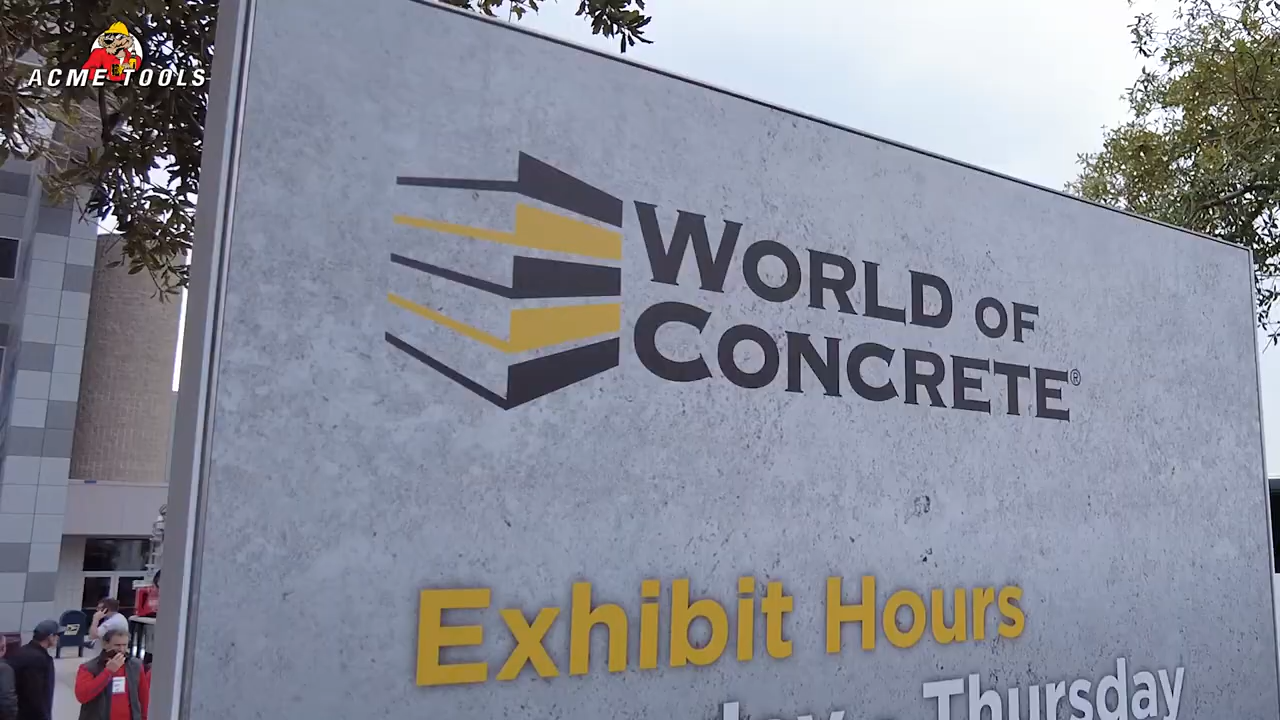 ACME TOOLS
WORLD OF
CONCRETE®
Exhibit Hours
Thursday